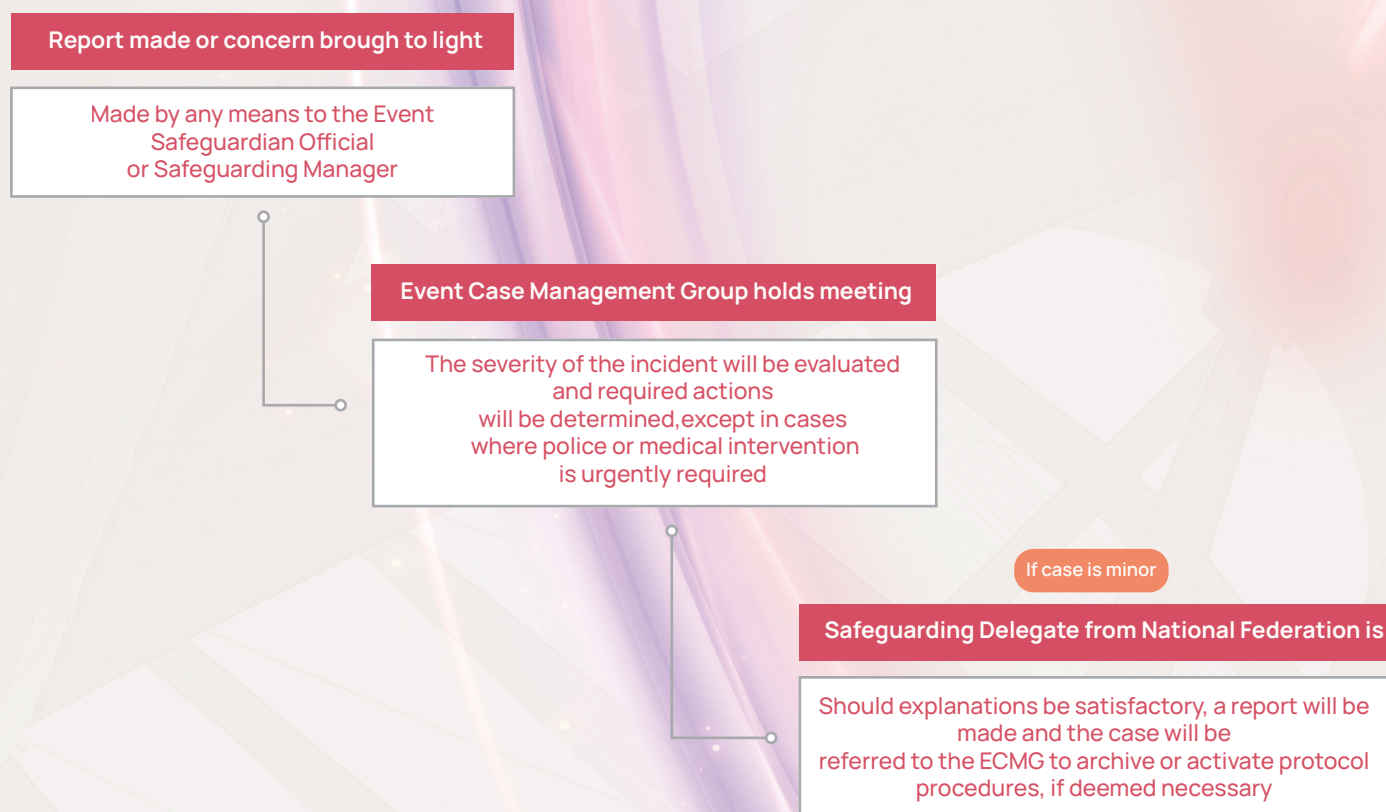 Report made or concern brough to light
Made by any means to the Event
Safeguardian Official
or Safeguarding Manager
Event Case Management Group holds meeting
The severity of the incident will be evaluated
and required actions
will be determined,except in cases
where police or medical intervention
is urgently required
If case is minor
Safeguarding Delegate from National Federation is
Should explanations be satisfactory, a report will be
made and the case will be
referred to the ECMG to archive or activate protocol
procedures, if deemed necessary